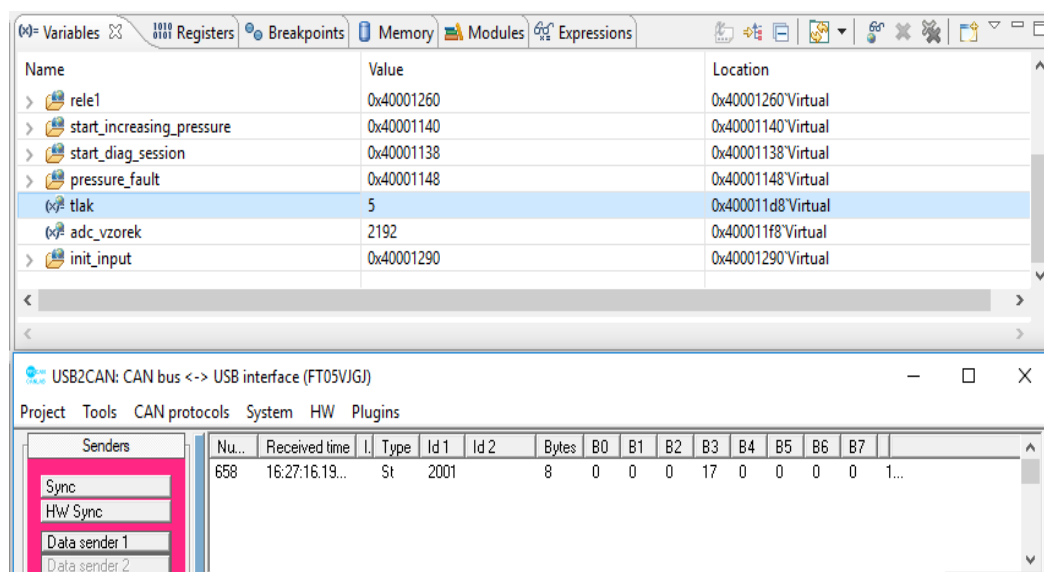 (x)= Variables Registers Breakpoints Memory Modules Expressions
Name Value Location
rele1 0x40001260 0x40001260`Virtual
start_increasing_pressure 0x40001140 0x40001140`Virtual
start_diag_session 0x40001138 0x40001138`Virtual
pressure_fault 0x40001148 0x40001148`Virtual
(x)= tlak 5 0x400011d8`Virtual
(x)= adc_vzorek 2192 0x400011f8`Virtual
init_input 0x40001290 0x40001290`Virtual
USB2CAN: CAN bus <-> USB interface (FT05VJGJ)
Project Tools CAN protocols System HW Plugins
Senders Nu... Received time I. Type Id 1 Id 2 Bytes B0 B1 B2 B3 B4 B5 B6 B7
658 16:27:16.19... St 2001 8 0 0 0 17 0 0 0 0 1...
Sync
HW Sync
Data sender 1
Data sender 2